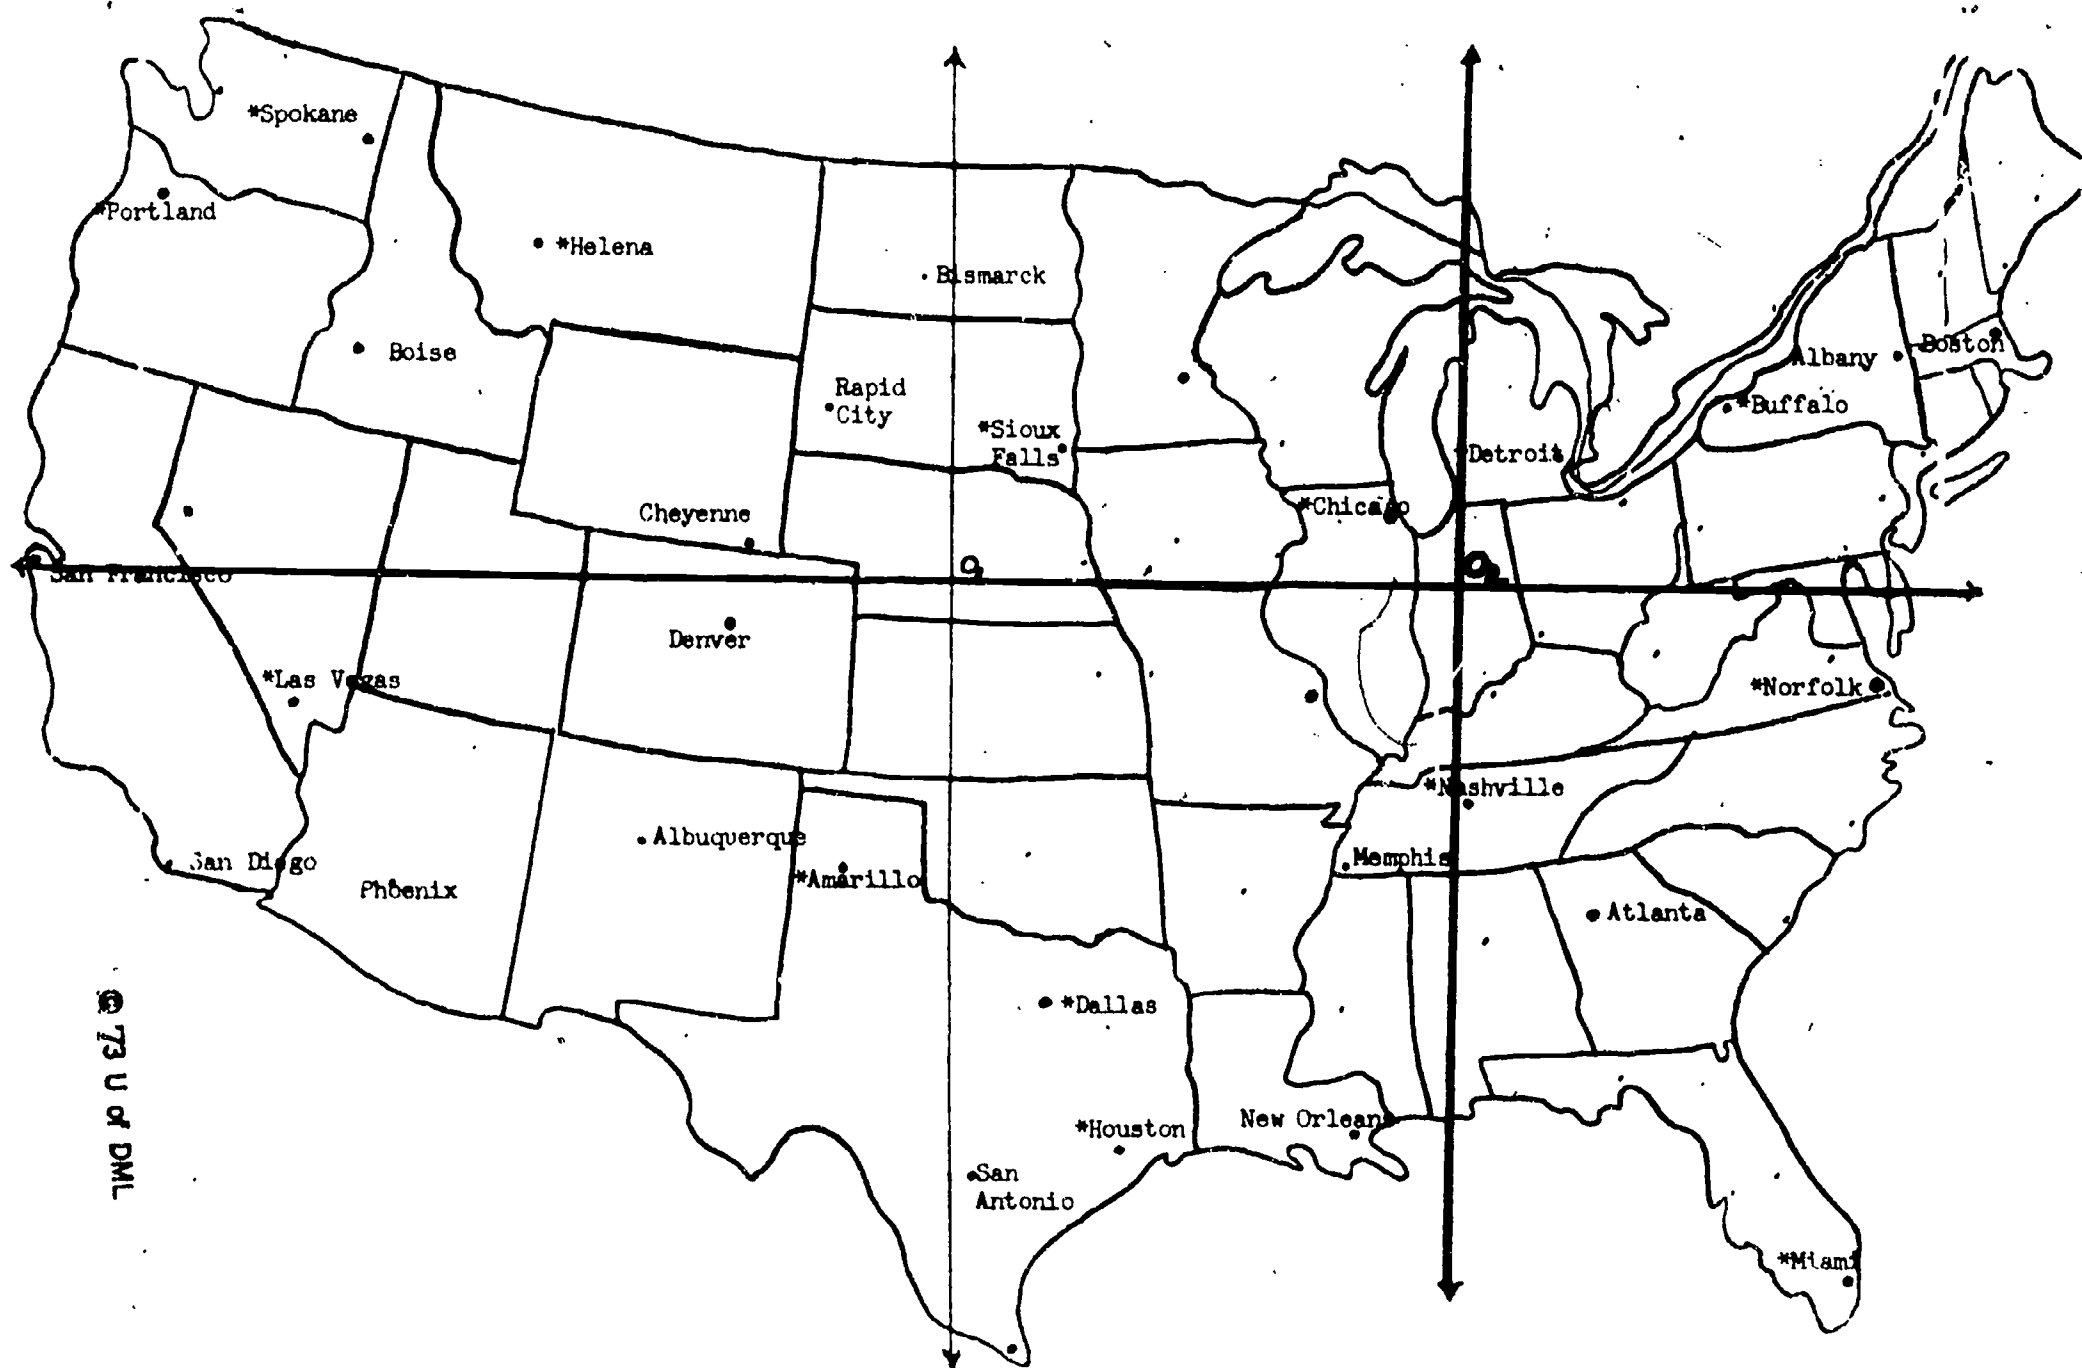 *Spokane
*Portland
*Helena
Bismarck
Boise
Rapid
City
*Sioux
Falls
Albany
Boston
*Buffalo
Detroit
Cheyenne
*Chicago
San Francisco
O₁
O₂
Denver
*Las Vegas
*Norfolk
*Nashville
Albuquerque
San Diego
Phoenix
*Amarillo
Memphis
Atlanta
*Dallas
*Houston
New Orleans
San
Antonio
*Miami
© 73 U of DML